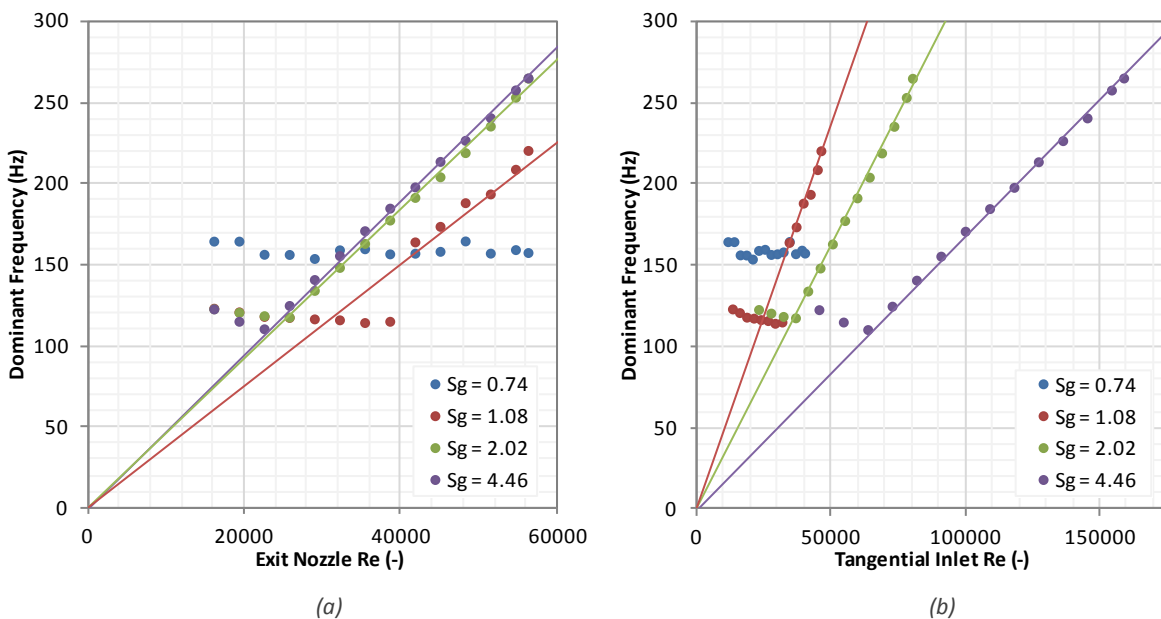 300
250
200
150
100
50
0
Dominant Frequency (Hz)
0
20000
40000
60000
Exit Nozzle Re (-)
Sg = 0.74
Sg = 1.08
Sg = 2.02
Sg = 4.46
(a)
300
250
200
150
100
50
0
Dominant Frequency (Hz)
0
50000
100000
150000
Tangential Inlet Re (-)
Sg = 0.74
Sg = 1.08
Sg = 2.02
Sg = 4.46
(b)